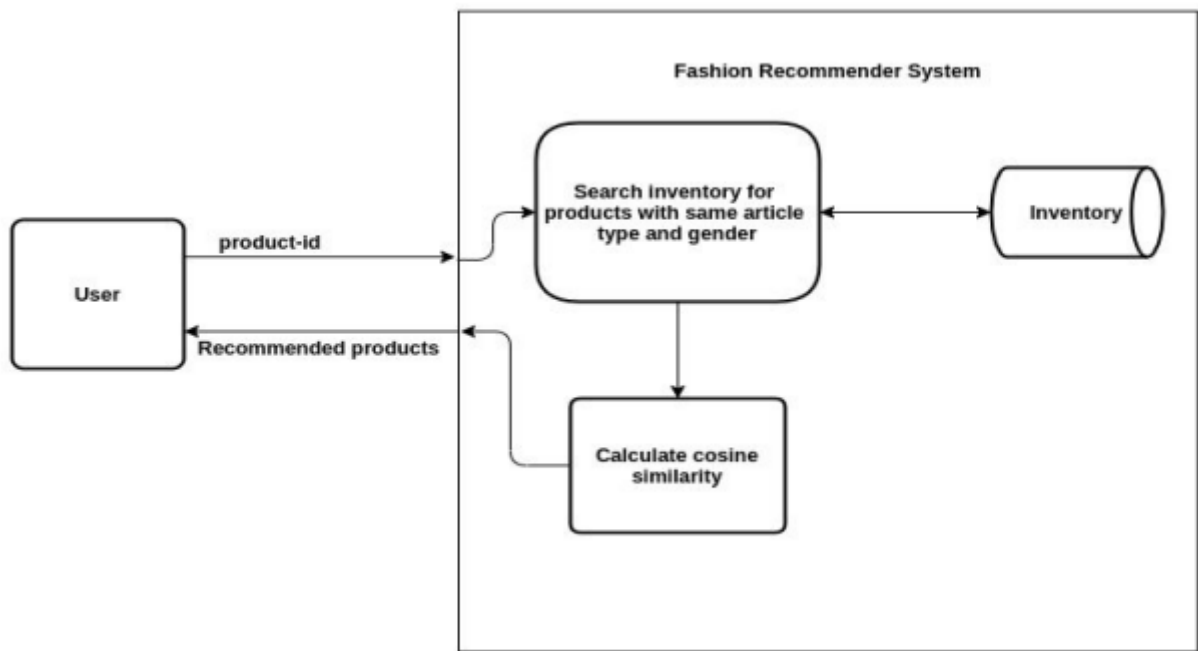 Fashion Recommender System
Search inventory for
products with same article
type and gender
Inventory
product-id
User
Recommended products
Calculate cosine
similarity